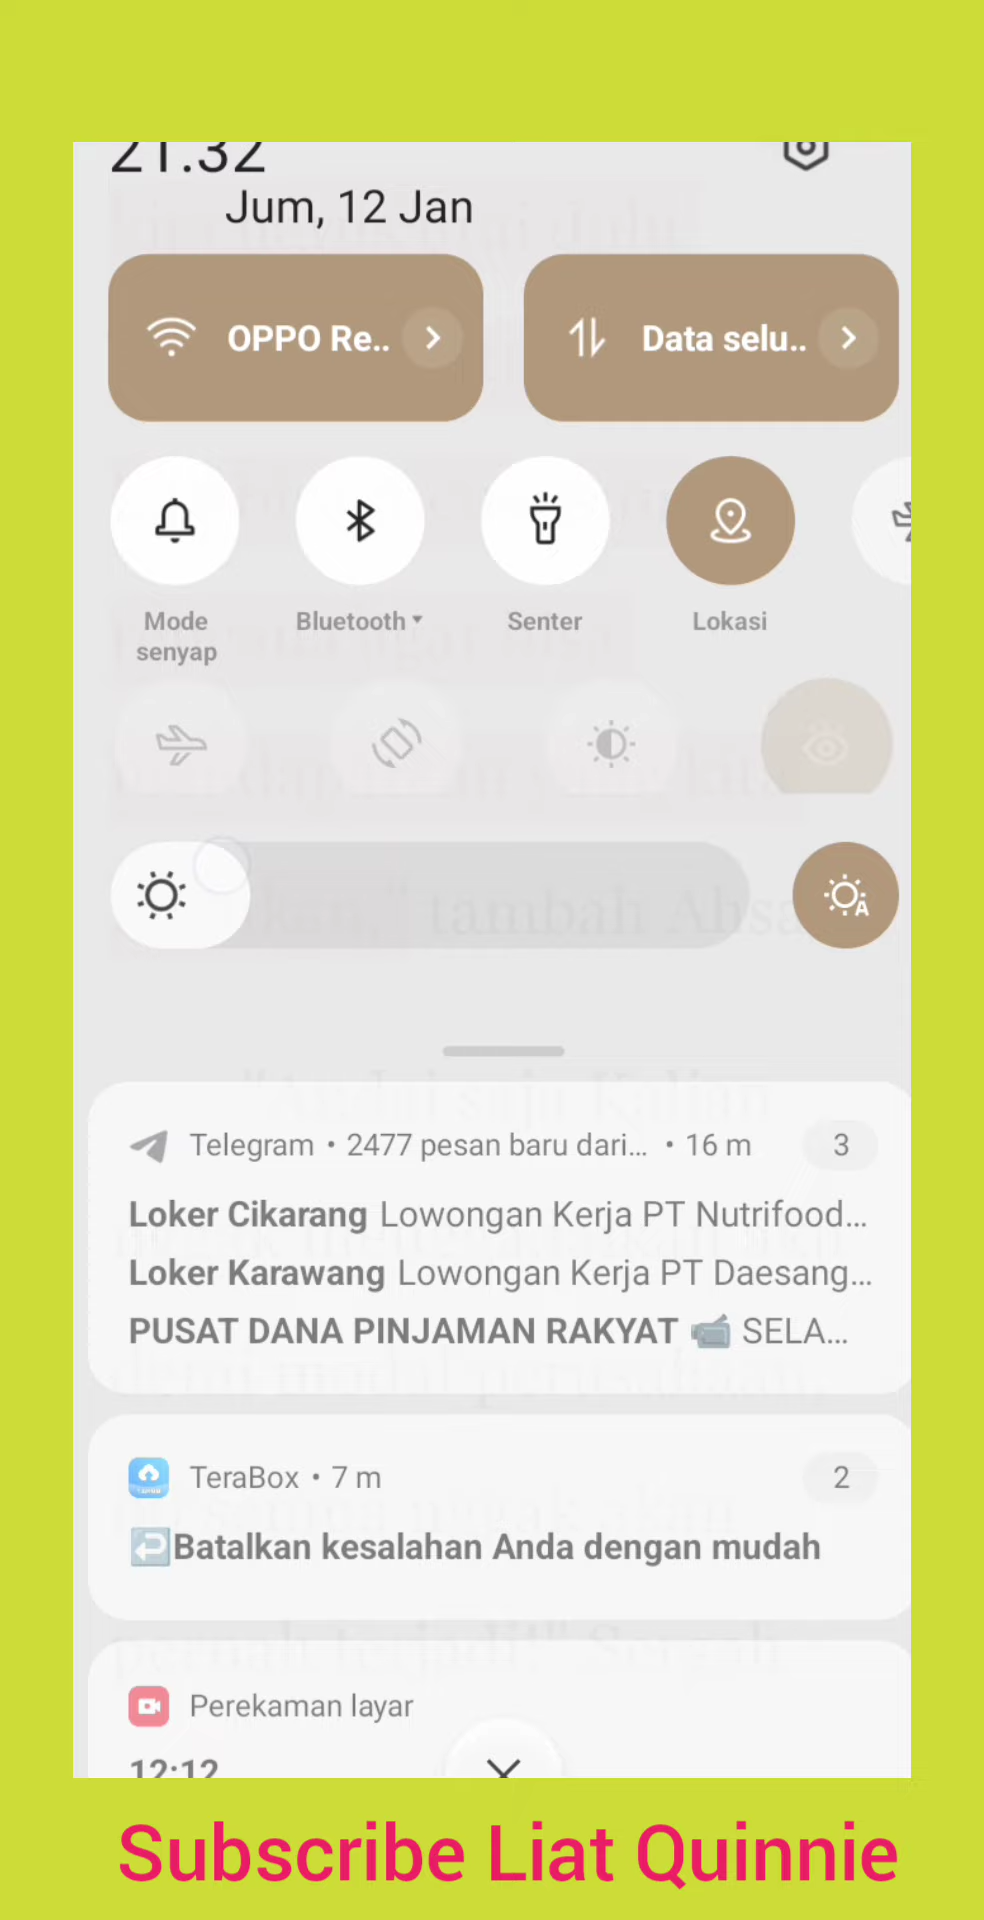 21.32
Jum, 12 Jan
OPPO Re..
Data selu..
Mode senyap
Bluetooth
Senter
Lokasi
A
tambah Ahsa
Telegram • 2477 pesan baru dari... • 16 m
3
Loker Cikarang Lowongan Kerja PT Nutrifood...
Loker Karawang Lowongan Kerja PT Daesang...
PUSAT DANA PINJAMAN RAKYAT 📹 SELA...
TeraBox • 7 m
2
↩️Batalkan kesalahan Anda dengan mudah
Perekaman layar
12:12
Subscribe Liat Quinnie